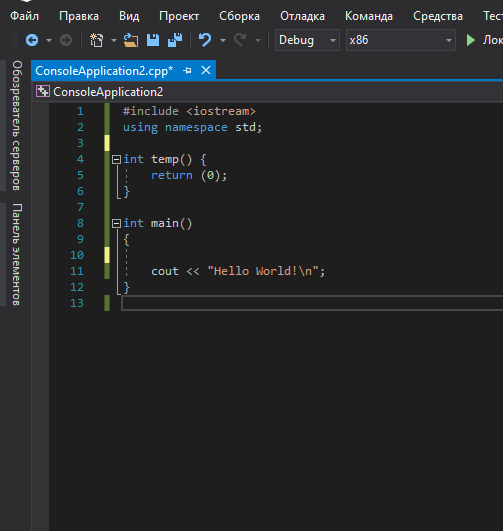 Файл Правка Вид Проект Сборка Отладка Команда Средства Тес
Debug x86 Лок
Обозреватель серверов
Панель элементов
ConsoleApplication2.cpp*
ConsoleApplication2
1 #include <iostream>
2 using namespace std;
3
4 int temp() {
5 return (0);
6 }
7
8 int main()
9 {
10
11 cout << "Hello World!\n";
12 }
13